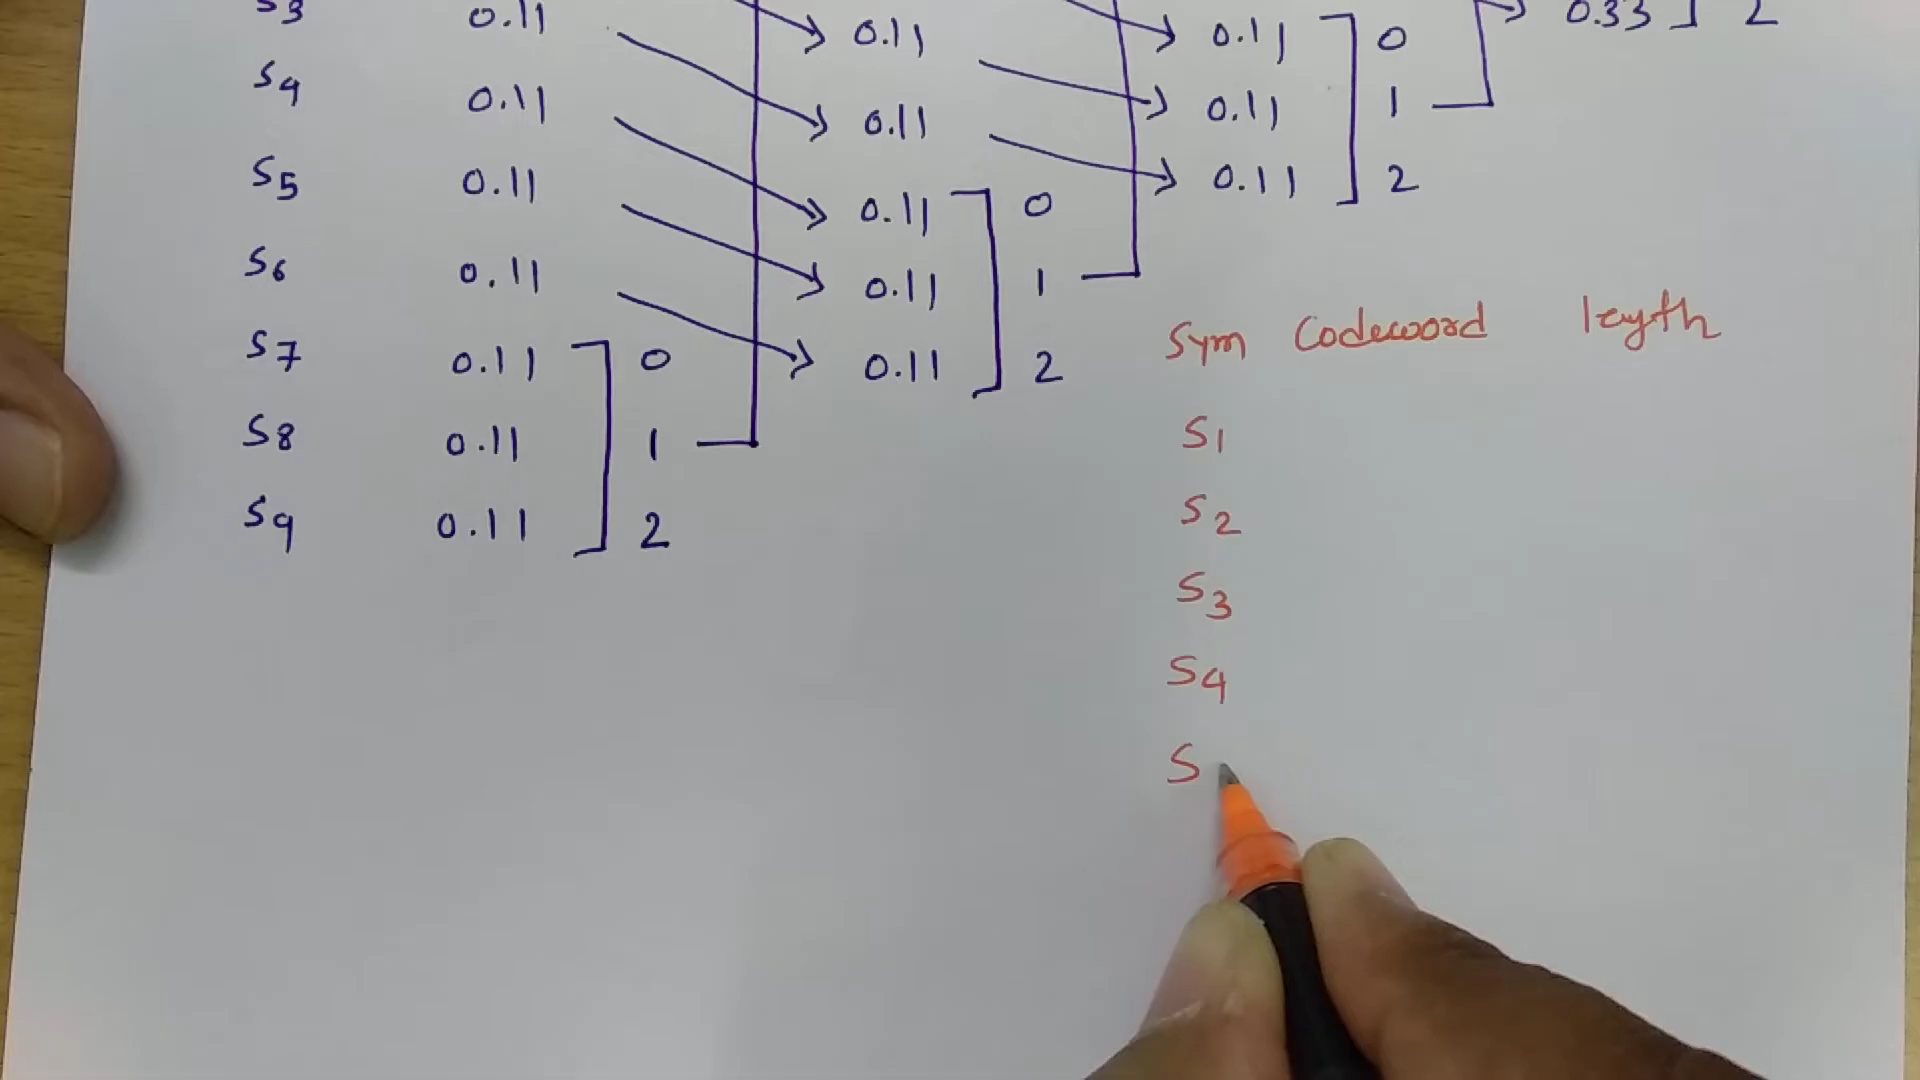 S3 0.11 0.11 0.11 0 0.33 2
S4 0.11 0.11 0.11 1
S5 0.11 0.11 0 0.11 2
S6 0.11 0.11 1
S7 0.11 0 0.11 2
S8 0.11 1
S9 0.11 2
Sym Codeword length
S1
S2
S3
S4
S